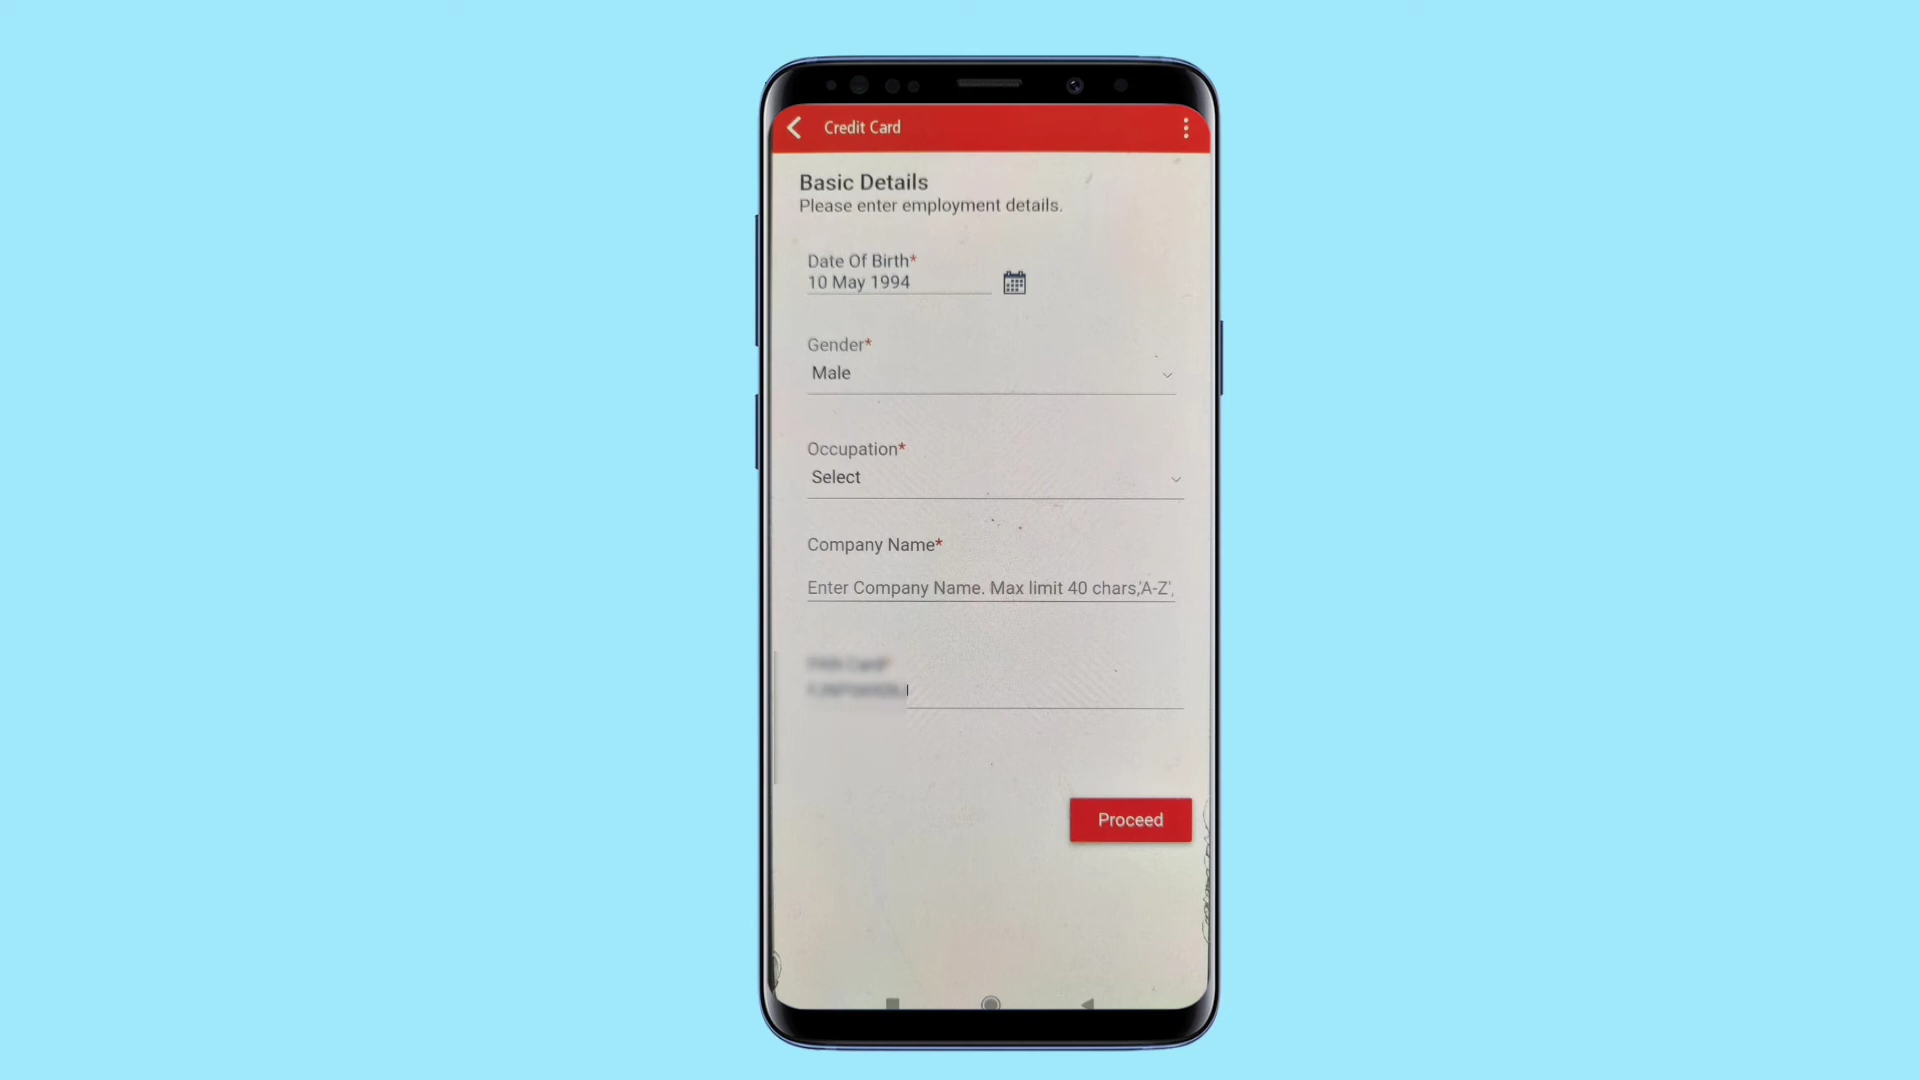 Credit Card
Basic Details
Please enter employment details.
Date Of Birth*
10 May 1994
Gender*
Male
Occupation*
Select
Company Name*
Enter Company Name. Max limit 40 chars,'A-Z',
Proceed